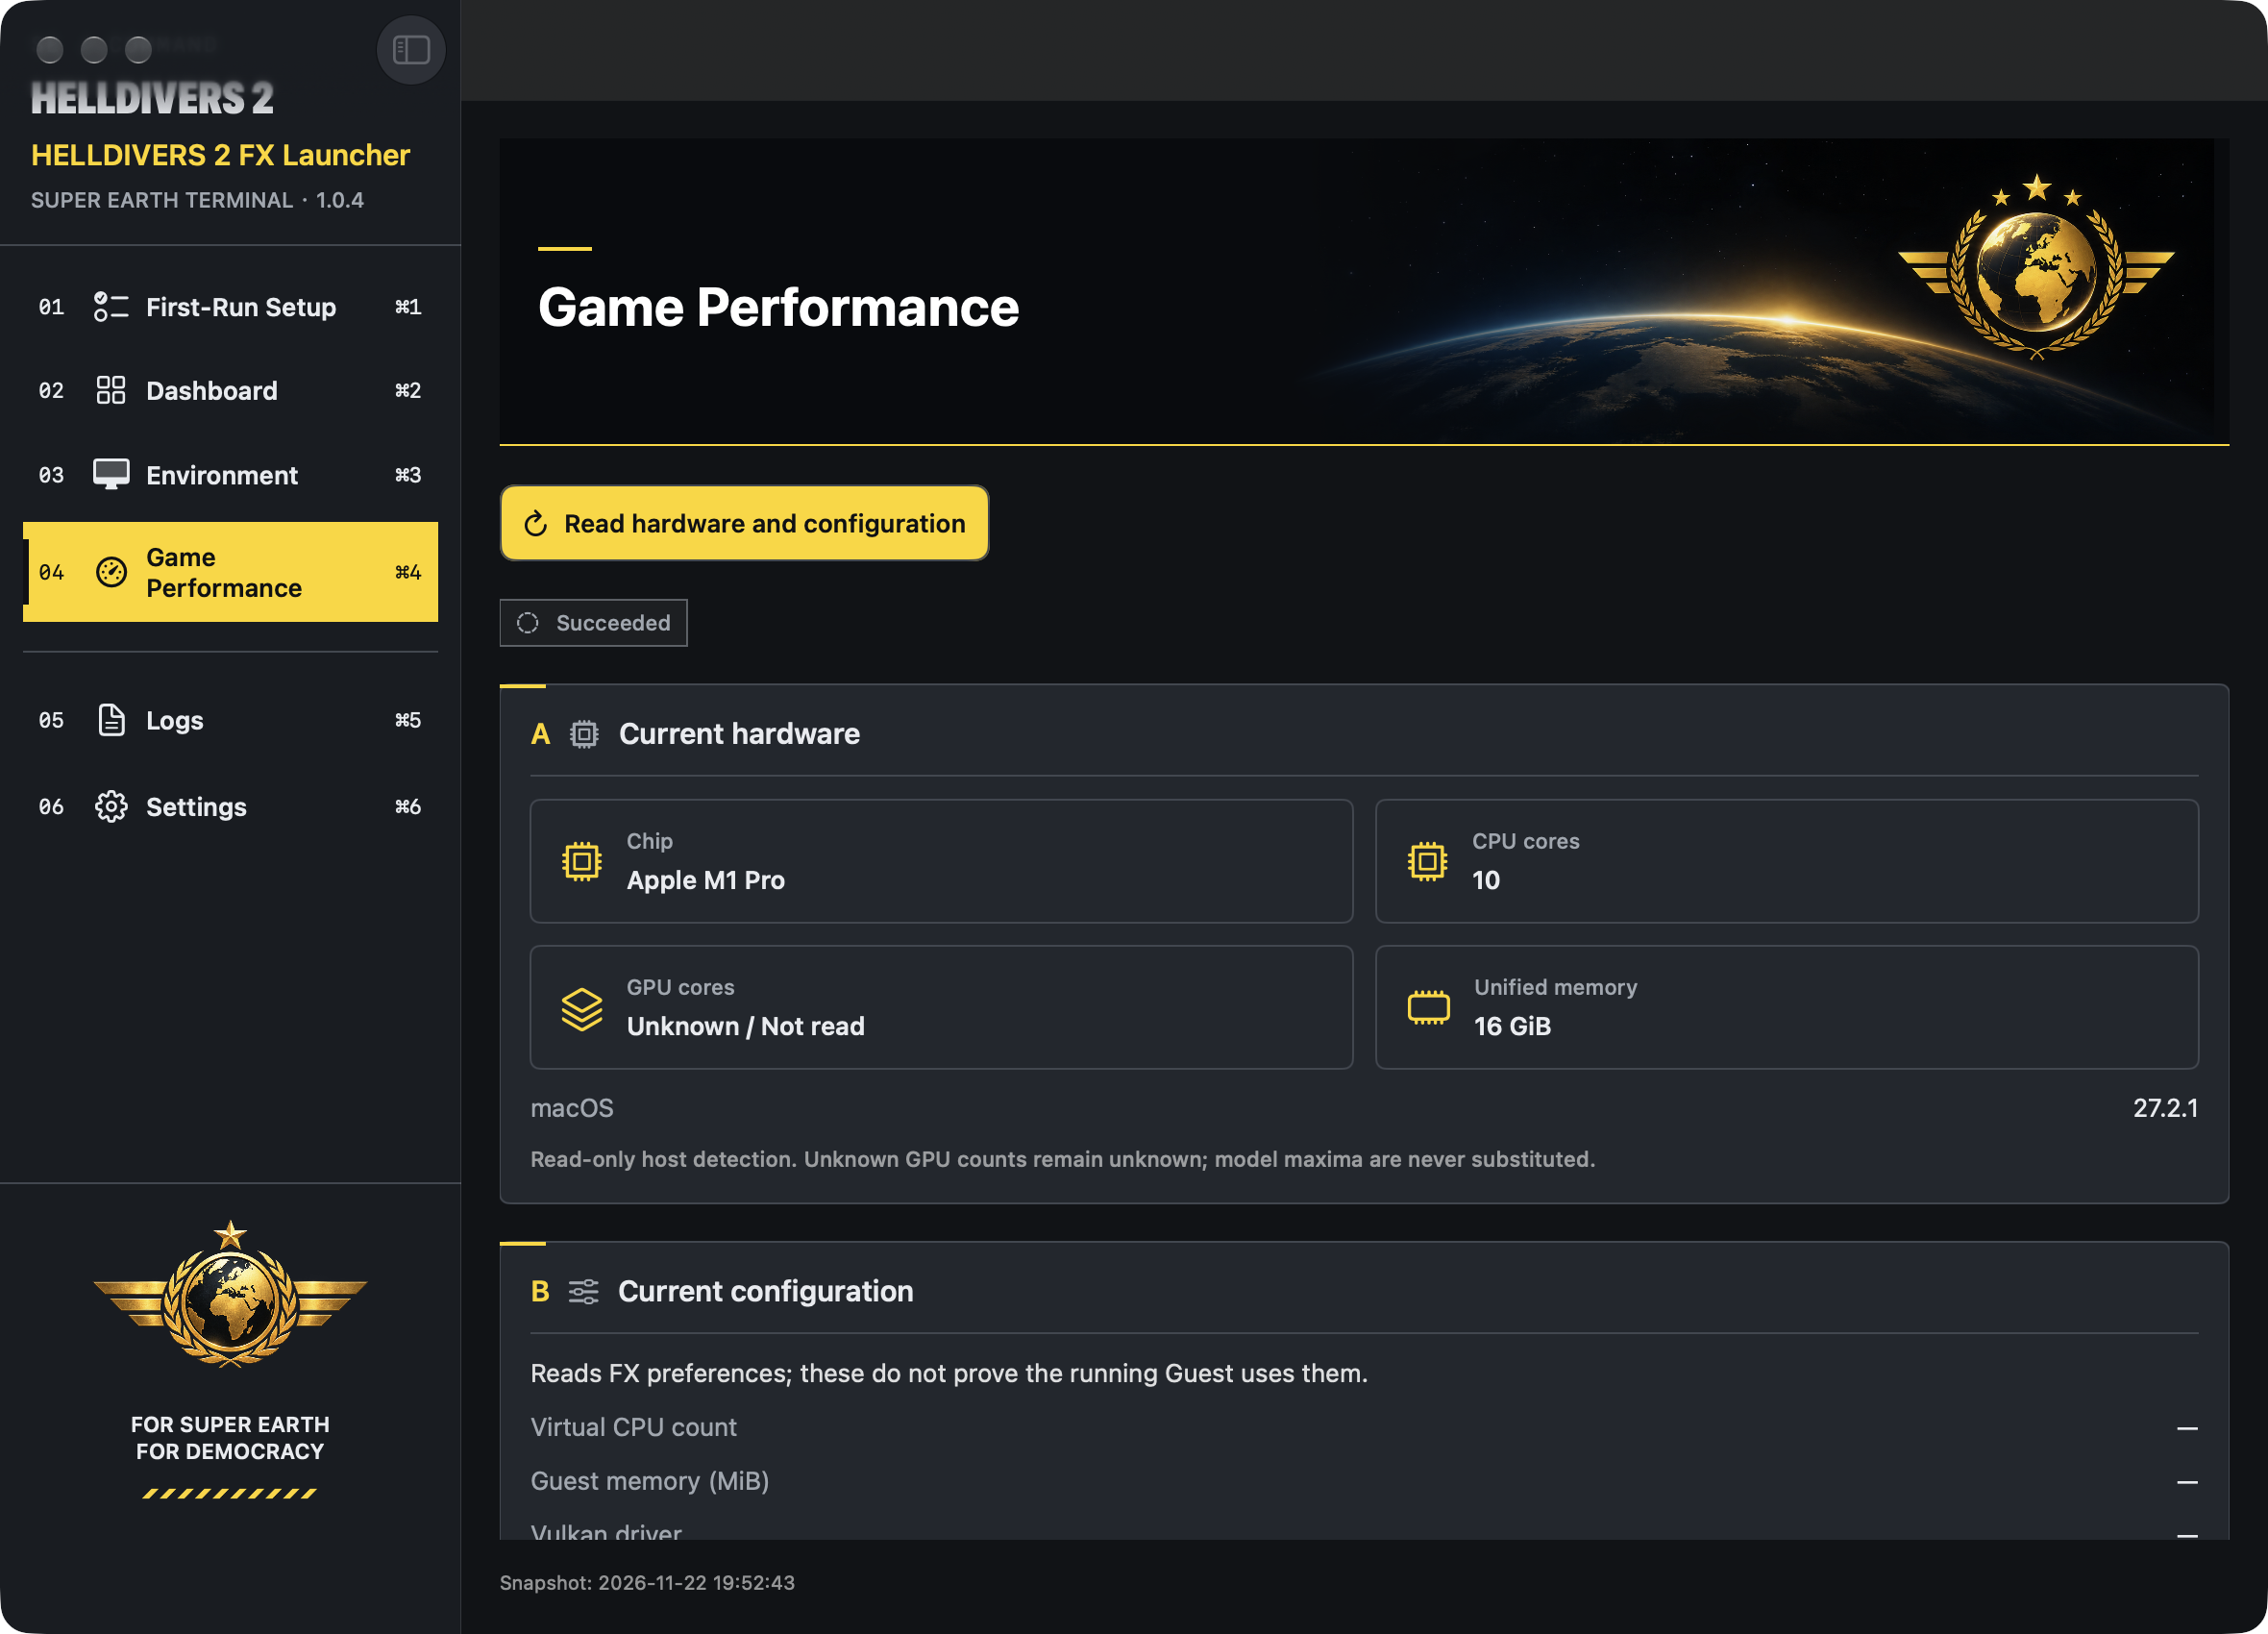 HELLDIVERS 2
HELLDIVERS 2 FX Launcher
SUPER EARTH TERMINAL · 1.0.4
01 First-Run Setup ⌘1
02 Dashboard ⌘2
03 Environment ⌘3
04 Game Performance ⌘4
05 Logs ⌘5
06 Settings ⌘6
FOR SUPER EARTH
FOR DEMOCRACY
Game Performance
Read hardware and configuration
Succeeded
A Current hardware
Chip
Apple M1 Pro
CPU cores
10
GPU cores
Unknown / Not read
Unified memory
16 GiB
macOS 27.2.1
Read-only host detection. Unknown GPU counts remain unknown; model maxima are never substituted.
B Current configuration
Reads FX preferences; these do not prove the running Guest uses them.
Virtual CPU count —
Guest memory (MiB) —
Vulkan driver —
Snapshot: 2026-11-22 19:52:43